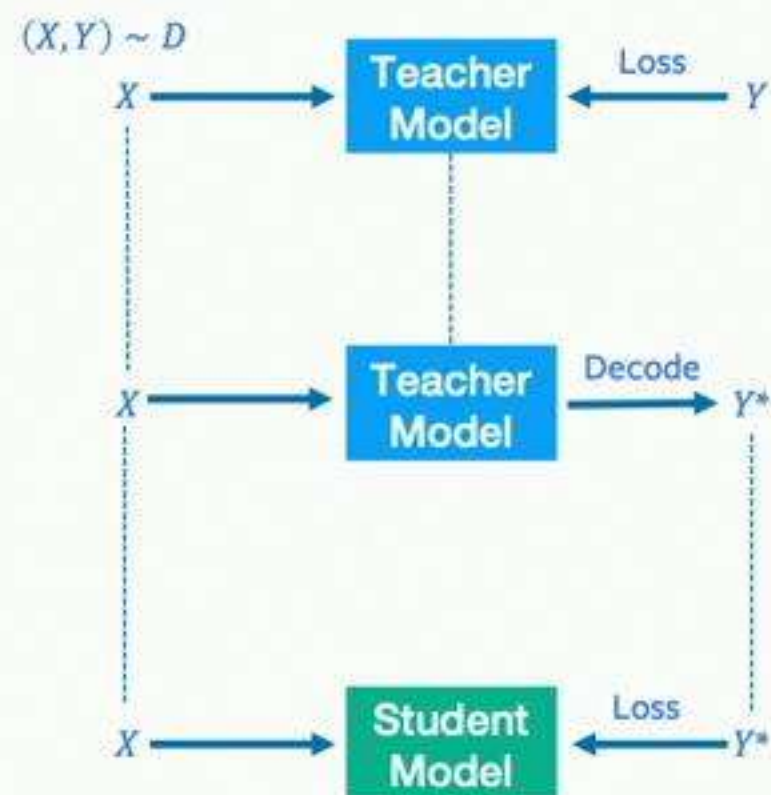 (X,Y) ~ D
X Teacher Model Loss Y
X Teacher Model Decode Y*
X Student Model Loss Y*